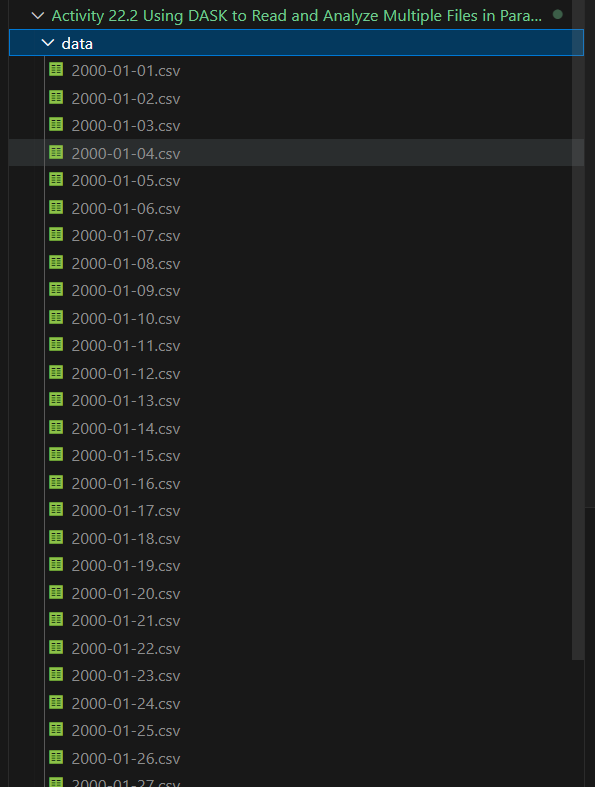 Activity 22.2 Using DASK to Read and Analyze Multiple Files in Para...
data
2000-01-01.csv
2000-01-02.csv
2000-01-03.csv
2000-01-04.csv
2000-01-05.csv
2000-01-06.csv
2000-01-07.csv
2000-01-08.csv
2000-01-09.csv
2000-01-10.csv
2000-01-11.csv
2000-01-12.csv
2000-01-13.csv
2000-01-14.csv
2000-01-15.csv
2000-01-16.csv
2000-01-17.csv
2000-01-18.csv
2000-01-19.csv
2000-01-20.csv
2000-01-21.csv
2000-01-22.csv
2000-01-23.csv
2000-01-24.csv
2000-01-25.csv
2000-01-26.csv
2000-01-27.csv